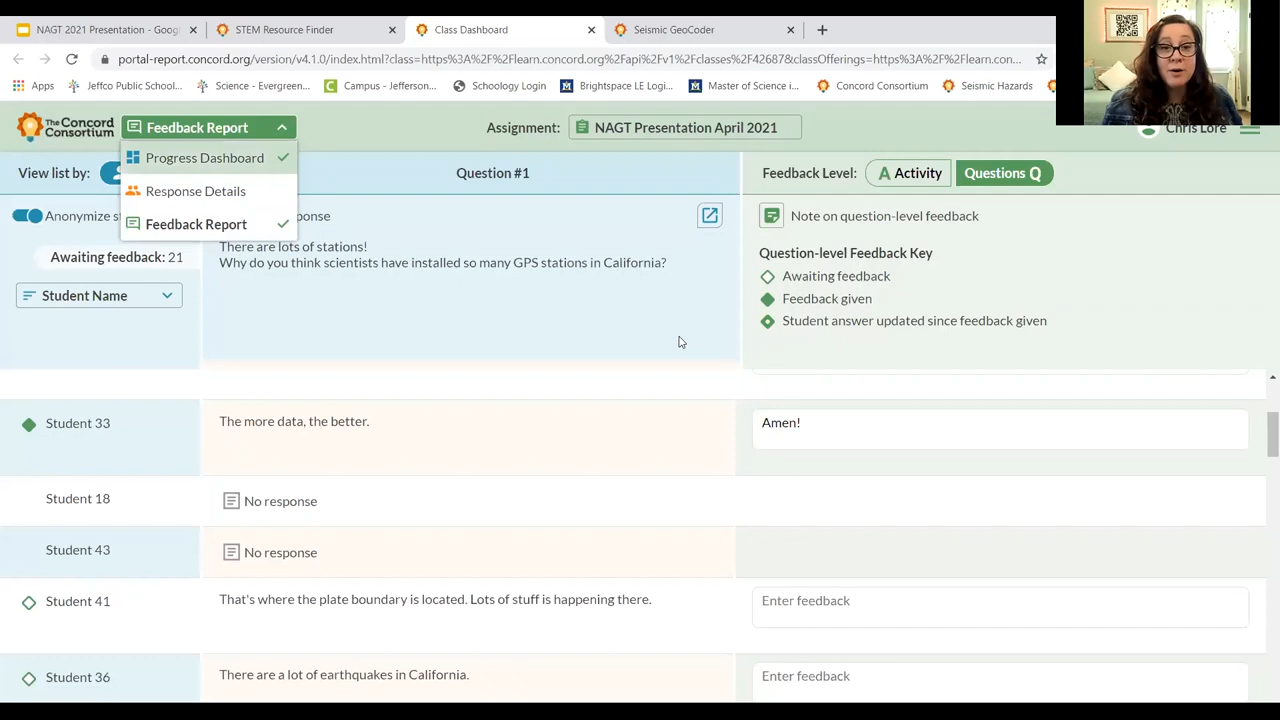 NAGT 2021 Presentation - Goog
STEM Resource Finder
Class Dashboard
Seismic GeoCoder
portal-report.concord.org/version/v4.1.0/index.html?class=https%3A%2F%2Flearn.concord.org%2Fapi%2Fv1%2Fclasses%2F42687&classOfferings=https%3A%2F%2Flearn.con...
Apps
Jeffco Public School...
Science - Evergreen...
Campus - Jefferson...
Schoology Login
Brightspace LE Logi...
Master of Science i...
Concord Consortium
Seismic Hazards
The Concord Consortium
Feedback Report
Assignment:
NAGT Presentation April 2021
Chris Lore
View list by:
Progress Dashboard
Response Details
Feedback Report
Question #1
Feedback Level:
A Activity
Questions Q
Anonymize
Note on question-level feedback
There are lots of stations!
Why do you think scientists have installed so many GPS stations in California?
Awaiting feedback: 21
Student Name
Question-level Feedback Key
Awaiting feedback
Feedback given
Student answer updated since feedback given
Student 33
The more data, the better.
Amen!
Student 18
No response
Student 43
No response
Student 41
That's where the plate boundary is located. Lots of stuff is happening there.
Enter feedback
Student 36
There are a lot of earthquakes in California.
Enter feedback